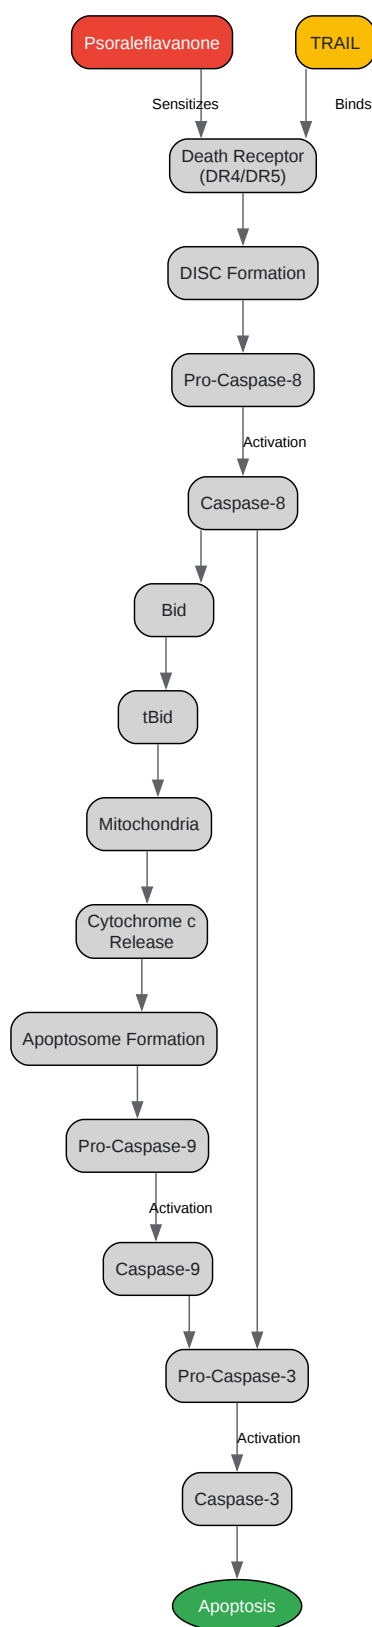 Psoraleflavanone
TRAIL
Sensitizes
Binds
Death Receptor
(DR4/DR5)
DISC Formation
Pro-Caspase-8
Activation
Caspase-8
Bid
tBid
Mitochondria
Cytochrome c
Release
Apoptosome Formation
Pro-Caspase-9
Activation
Caspase-9
Pro-Caspase-3
Activation
Caspase-3
Apoptosis